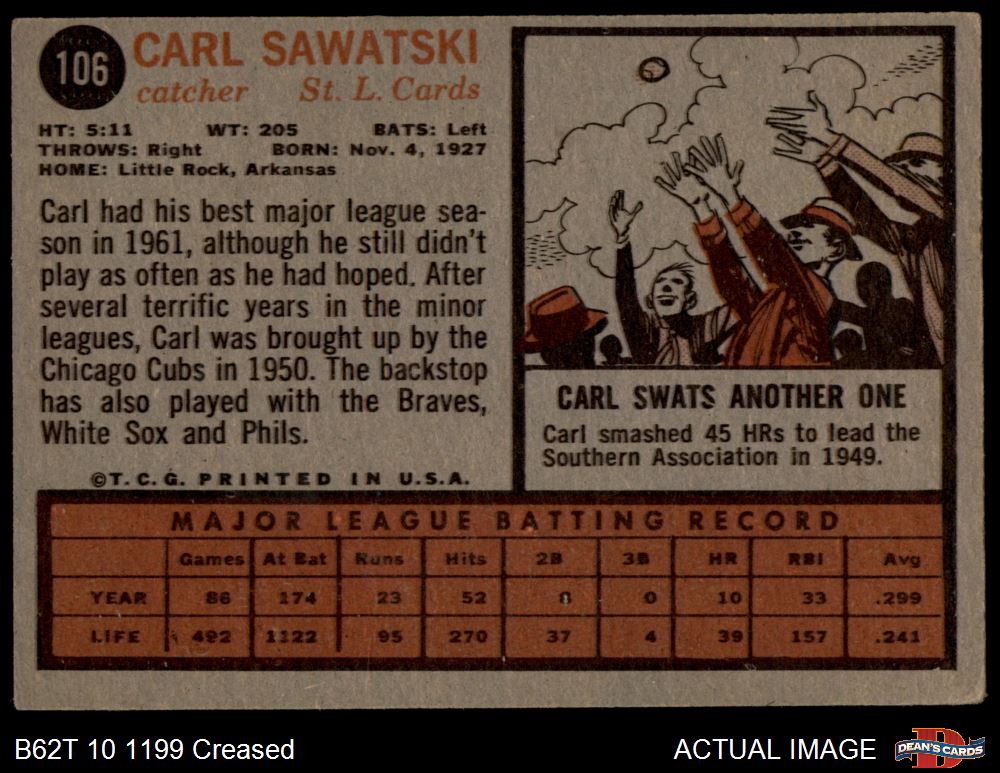 106
CARL SAWATSKI
catcher St. L. Cards
HT: 5:11 WT: 205 BATS: Left
THROWS: Right BORN: Nov. 4, 1927
HOME: Little Rock, Arkansas
Carl had his best major league sea-
son in 1961, although he still didn't
play as often as he had hoped. After
several terrific years in the minor
leagues, Carl was brought up by the
Chicago Cubs in 1950. The backstop
has also played with the Braves,
White Sox and Phils.
©T. C. G. PRINTED IN U.S.A.
CARL SWATS ANOTHER ONE
Carl smashed 45 HRs to lead the
Southern Association in 1949.
MAJOR LEAGUE BATTING RECORD
Games At Bat Runs Hits 2B 3B HR RBI Avg
YEAR 86 174 23 52 8 0 10 33 .299
LIFE 492 1122 95 270 37 4 39 157 .241
B62T 10 1199 Creased
ACTUAL IMAGE
DEAN'S CARDS